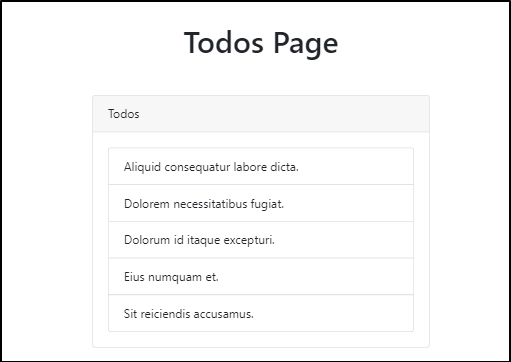 Todos Page
Todos
Aliquid consequatur labore dicta.
Dolorem necessitatibus fugiat.
Dolorum id itaque excepturi.
Eius numquam et.
Sit reiciendis accusamus.